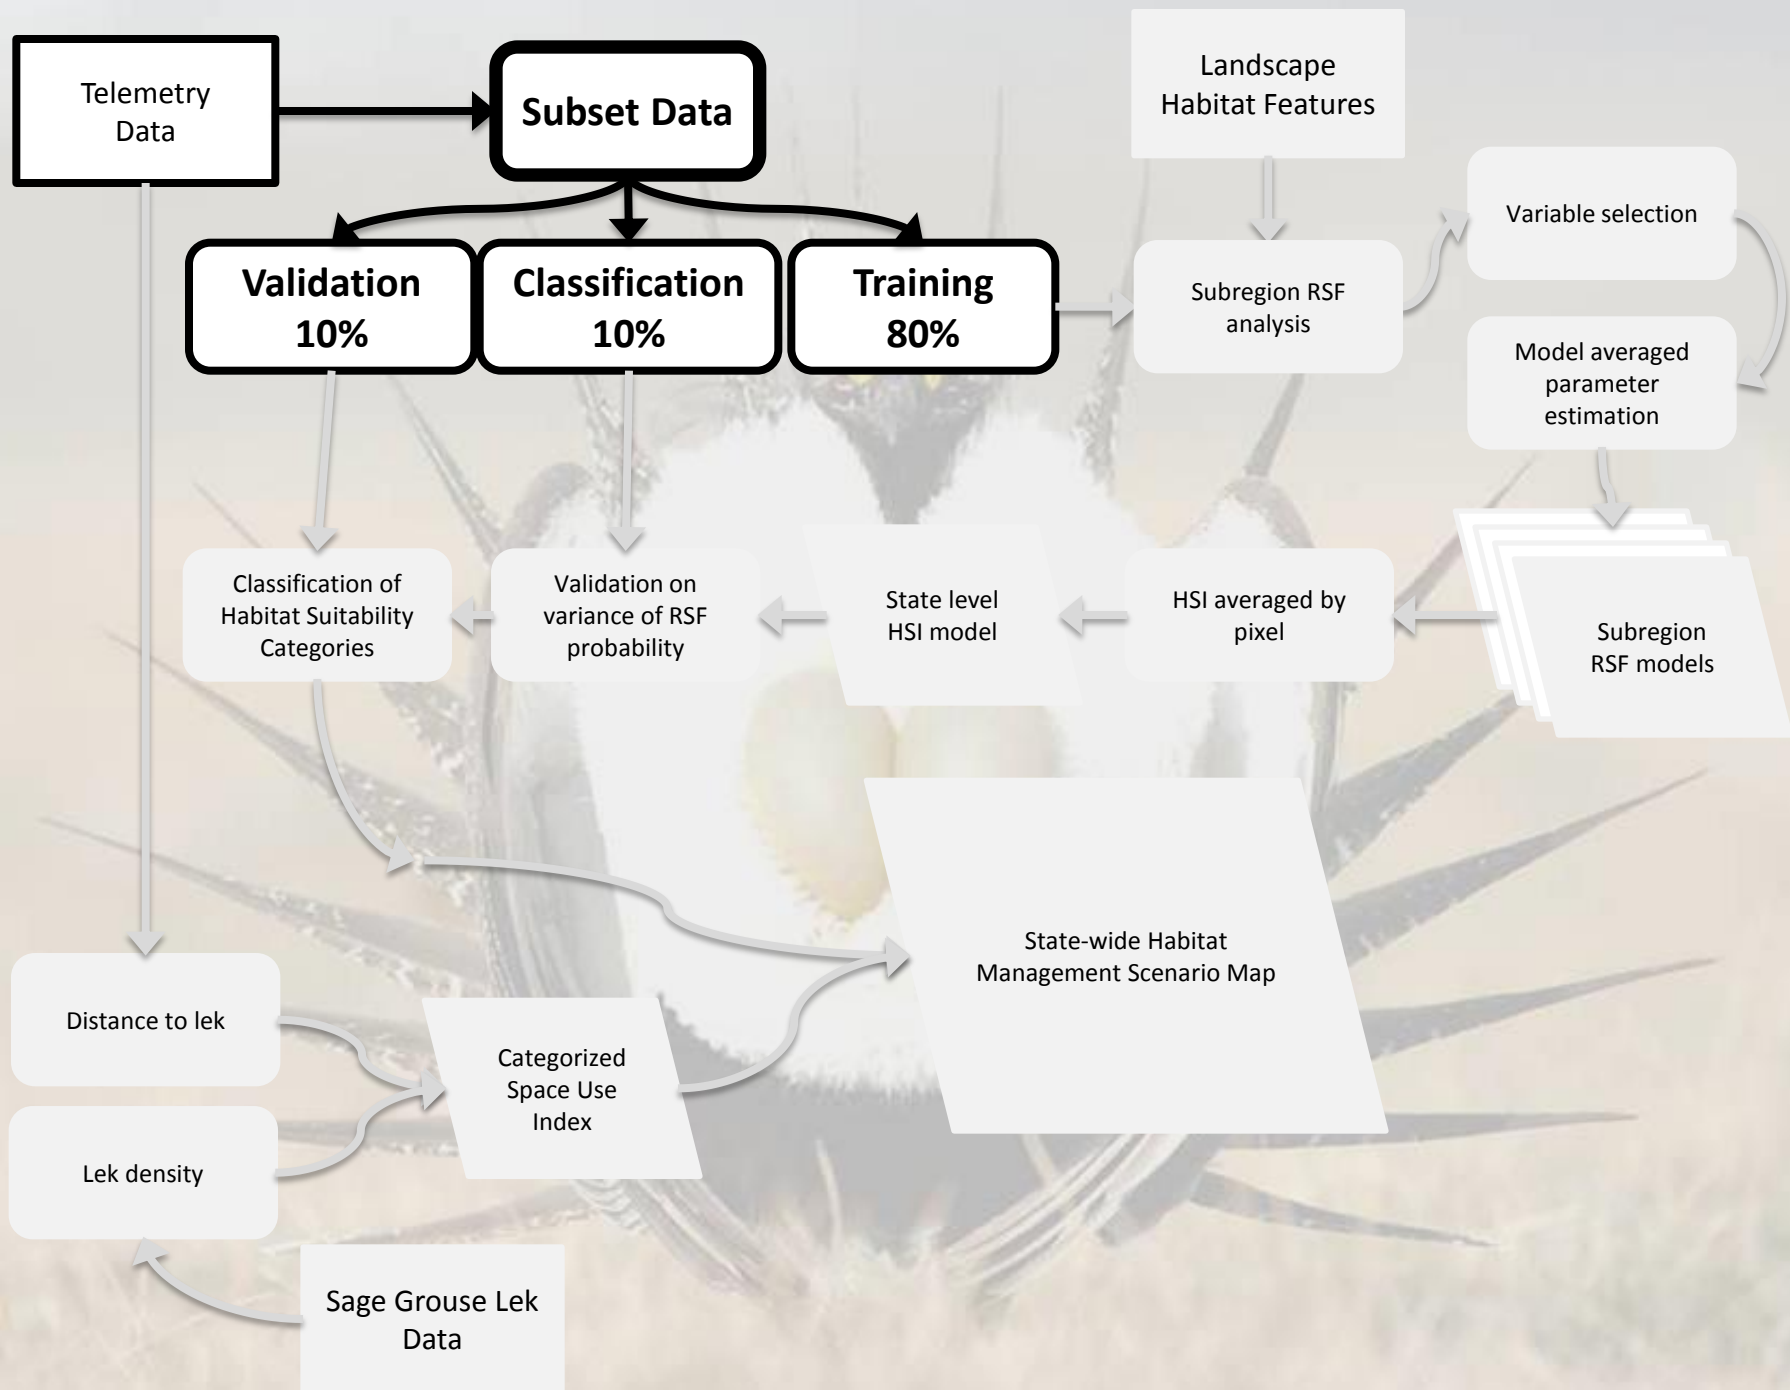 Telemetry
Data
Subset Data
Landscape
Habitat Features
Variable selection
Validation
10%
Classification
10%
Training
80%
Subregion RSF
analysis
Model averaged
parameter
estimation
Classification of
Habitat Suitability
Categories
Validation on
variance of RSF
probability
State level
HSI model
HSI averaged by
pixel
Subregion
RSF models
State-wide Habitat
Management Scenario Map
Distance to lek
Categorized
Space Use
Index
Lek density
Sage Grouse Lek
Data